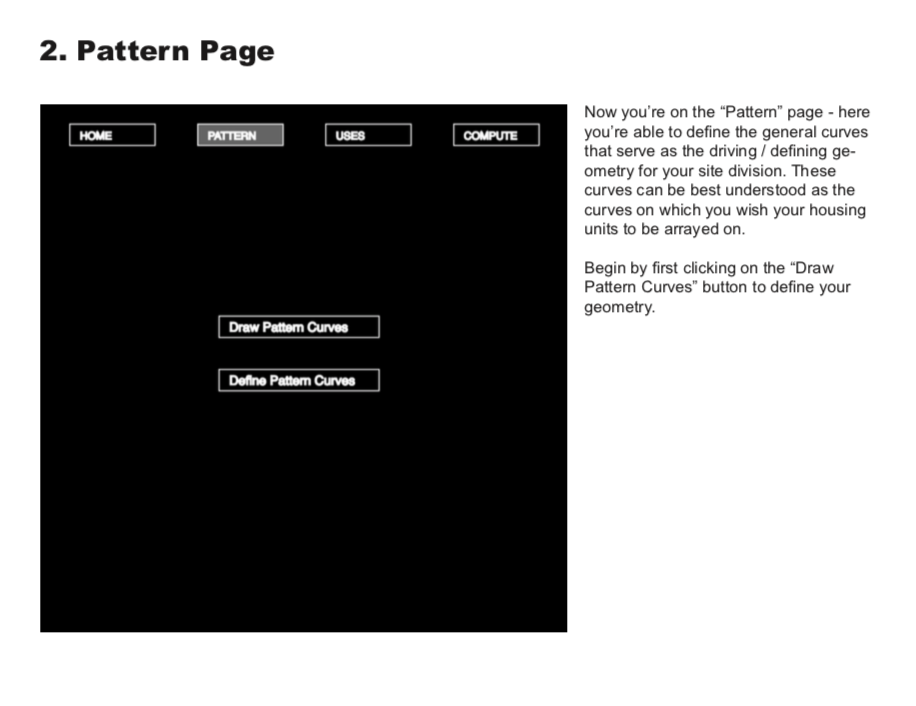 2. Pattern Page
HOME
PATTERN
USES
COMPUTE
Draw Pattern Curves
Define Pattern Curves
Now you’re on the “Pattern” page - here
you’re able to define the general curves
that serve as the driving / defining ge-
ometry for your site division. These
curves can be best understood as the
curves on which you wish your housing
units to be arrayed on.
Begin by first clicking on the “Draw
Pattern Curves” button to define your
geometry.